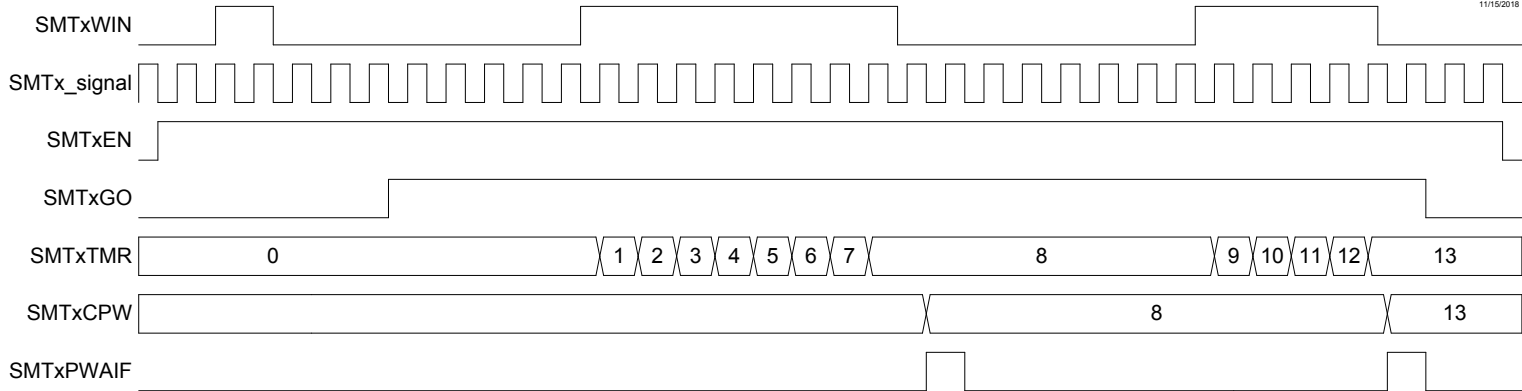 11/15/2018
SMTxWIN
SMTx_signal
SMTxEN
SMTxGO
SMTxTMR 0 1 2 3 4 5 6 7 8 9 10 11 12 13
SMTxCPW 8 13
SMTxPWAIF